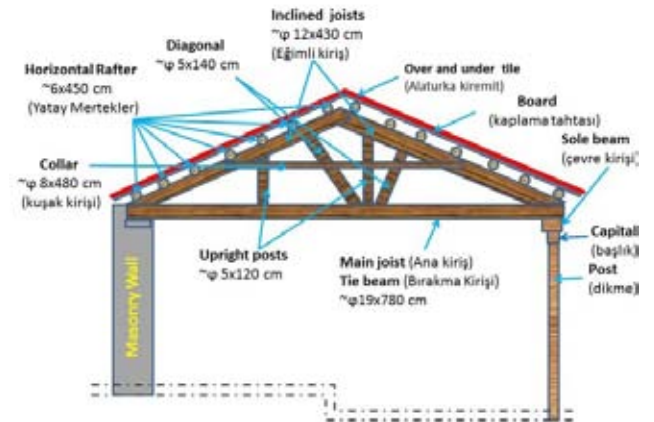 Inclined joists
~φ 12x430 cm
(Eğimli kiriş)
Diagonal
~φ 5x140 cm
Horizontal Rafter
~6x450 cm
(Yatay Mertekler)
Over and under tile
(Alaturka kiremit)
Board
(kaplama tahtası)
Sole beam
(çevre kirişi)
Collar
~φ 8x480 cm
(kuşak kirişi)
Capitall
(başlık)
Post
(dikme)
Upright posts
~φ 5x120 cm
Main joist (Ana kiriş)
Tie beam (Bırakma Kirişi)
~φ19x780 cm
Masonry Wall